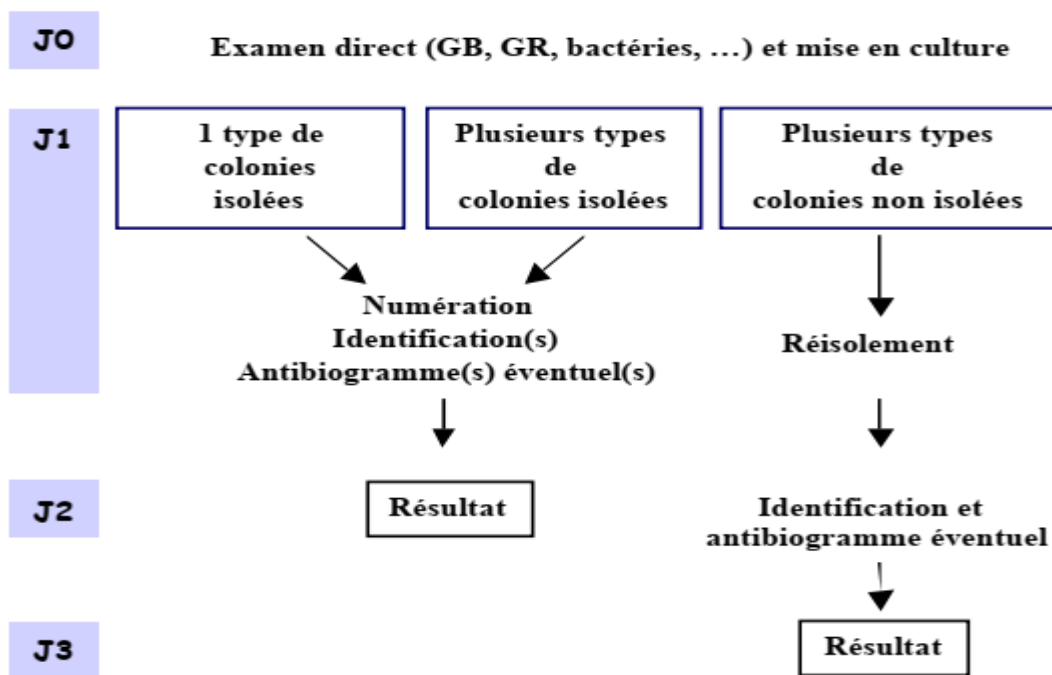 J0
Examen direct (GB, GR, bactéries, …) et mise en culture
J1
1 type de
colonies
isolées
Plusieurs types
de
colonies isolées
Plusieurs types
de
colonies non isolées
Numération
Identification(s)
Antibiogramme(s) éventuel(s)
Réisolement
J2
Résultat
Identification et
antibiogramme éventuel
J3
Résultat